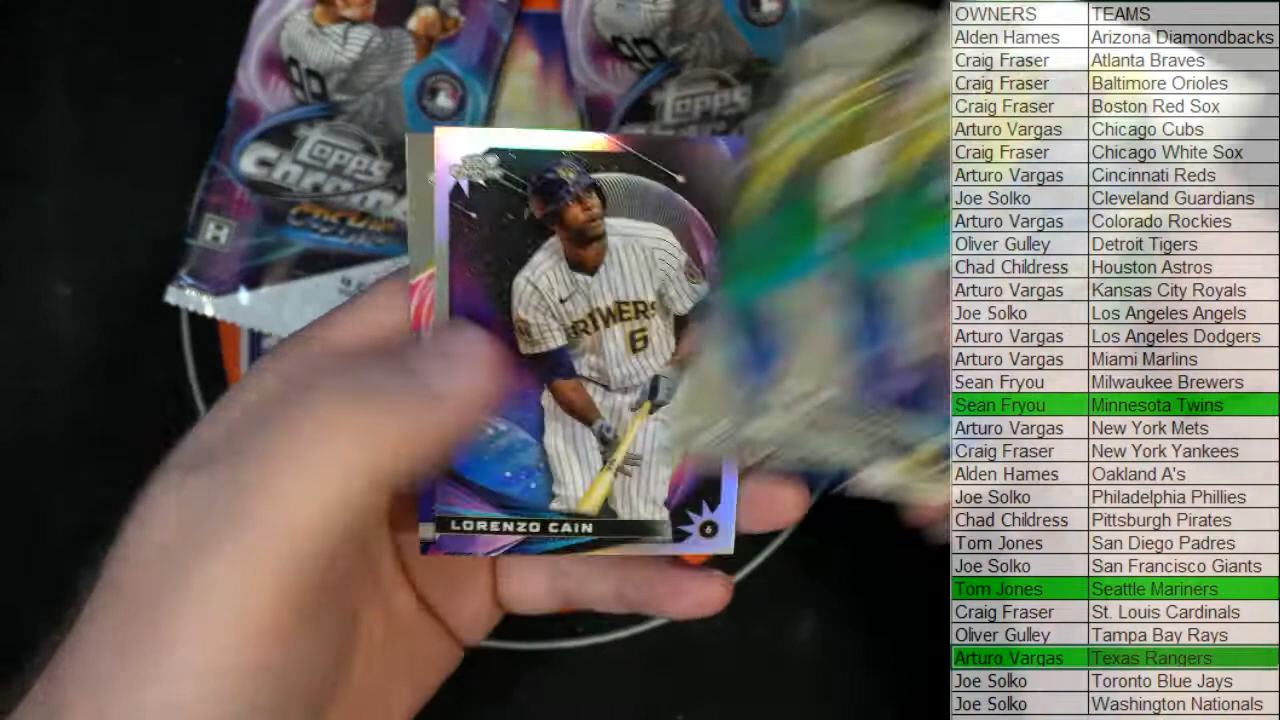 99
Topps
Chrome
H
99
Topps
BREWERS
6
LORENZO CAIN
6
OWNERS TEAMS
Alden Hames Arizona Diamondbacks
Craig Fraser Atlanta Braves
Craig Fraser Baltimore Orioles
Craig Fraser Boston Red Sox
Arturo Vargas Chicago Cubs
Craig Fraser Chicago White Sox
Arturo Vargas Cincinnati Reds
Joe Solko Cleveland Guardians
Arturo Vargas Colorado Rockies
Oliver Gulley Detroit Tigers
Chad Childress Houston Astros
Arturo Vargas Kansas City Royals
Joe Solko Los Angeles Angels
Arturo Vargas Los Angeles Dodgers
Arturo Vargas Miami Marlins
Sean Fryou Milwaukee Brewers
Sean Fryou Minnesota Twins
Arturo Vargas New York Mets
Craig Fraser New York Yankees
Alden Hames Oakland A's
Joe Solko Philadelphia Phillies
Chad Childress Pittsburgh Pirates
Tom Jones San Diego Padres
Joe Solko San Francisco Giants
Tom Jones Seattle Mariners
Craig Fraser St. Louis Cardinals
Oliver Gulley Tampa Bay Rays
Arturo Vargas Texas Rangers
Joe Solko Toronto Blue Jays
Joe Solko Washington Nationals